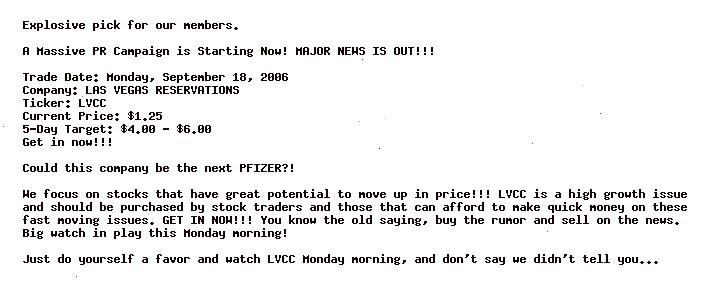 Explosive pick for our members.
A Massive PR Campaign is Starting Now! MAJOR NEWS IS OUT!!!
Trade Date: Monday, September 18, 2006
Company: LAS VEGAS RESERVATIONS
Ticker: LVCC
Current Price: $1.25
5-Day Target: $4.00 - $6.00
Get in now!!!
Could this company be the next PFIZER?!
We focus on stocks that have great potential to move up in price!!! LVCC is a high growth issue
and should be purchased by stock traders and those that can afford to make quick money on these
fast moving issues. GET IN NOW!!! You know the old saying, buy the rumor and sell on the news.
Big watch in play this Monday morning!
Just do yourself a favor and watch LVCC Monday morning, and don't say we didn't tell you...